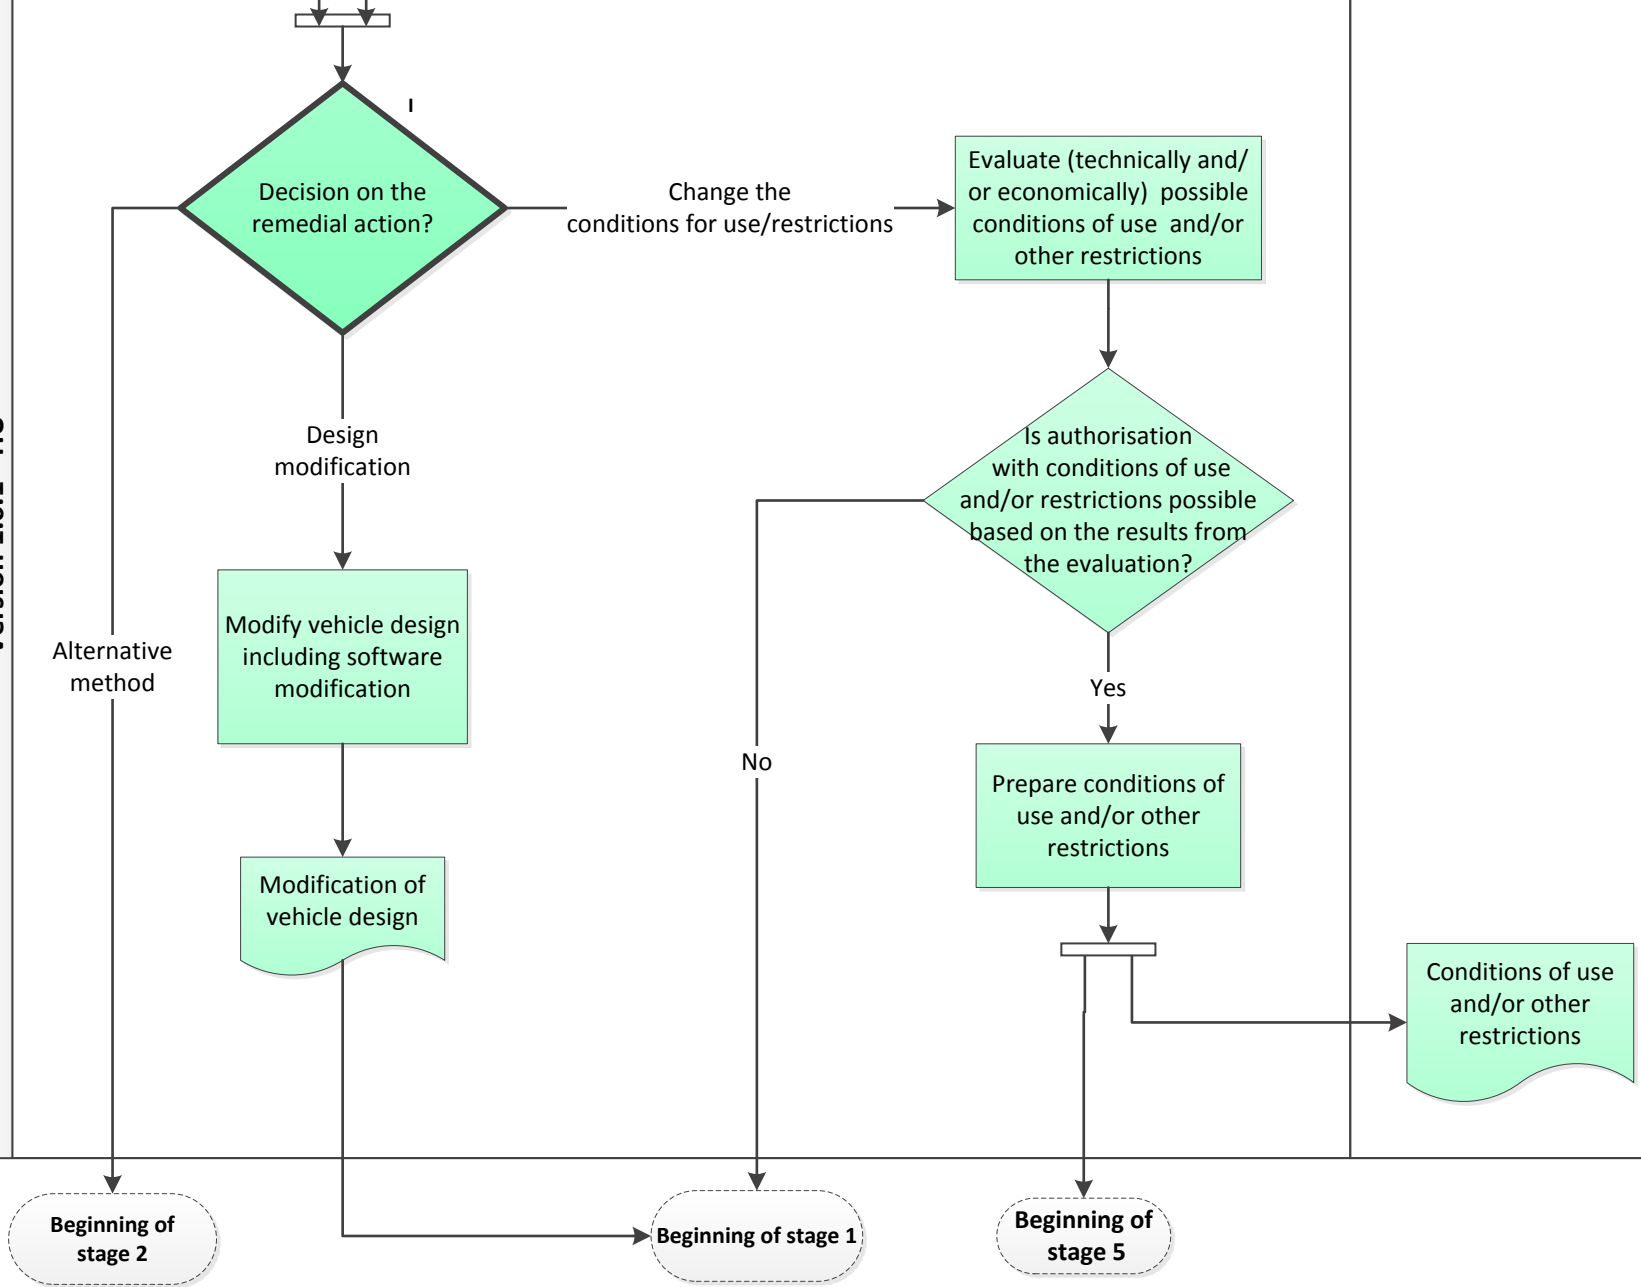 I
Decision on the
remedial action?
Change the
conditions for use/restrictions
Evaluate (technically and/
or economically) possible
conditions of use and/or
other restrictions
Design
modification
Is authorisation
with conditions of use
and/or restrictions possible
based on the results from
the evaluation?
Alternative
method
Modify vehicle design
including software
modification
Yes
No
Prepare conditions of
use and/or other
restrictions
Modification of
vehicle design
Conditions of use
and/or other
restrictions
Beginning of
stage 2
Beginning of stage 1
Beginning of
stage 5